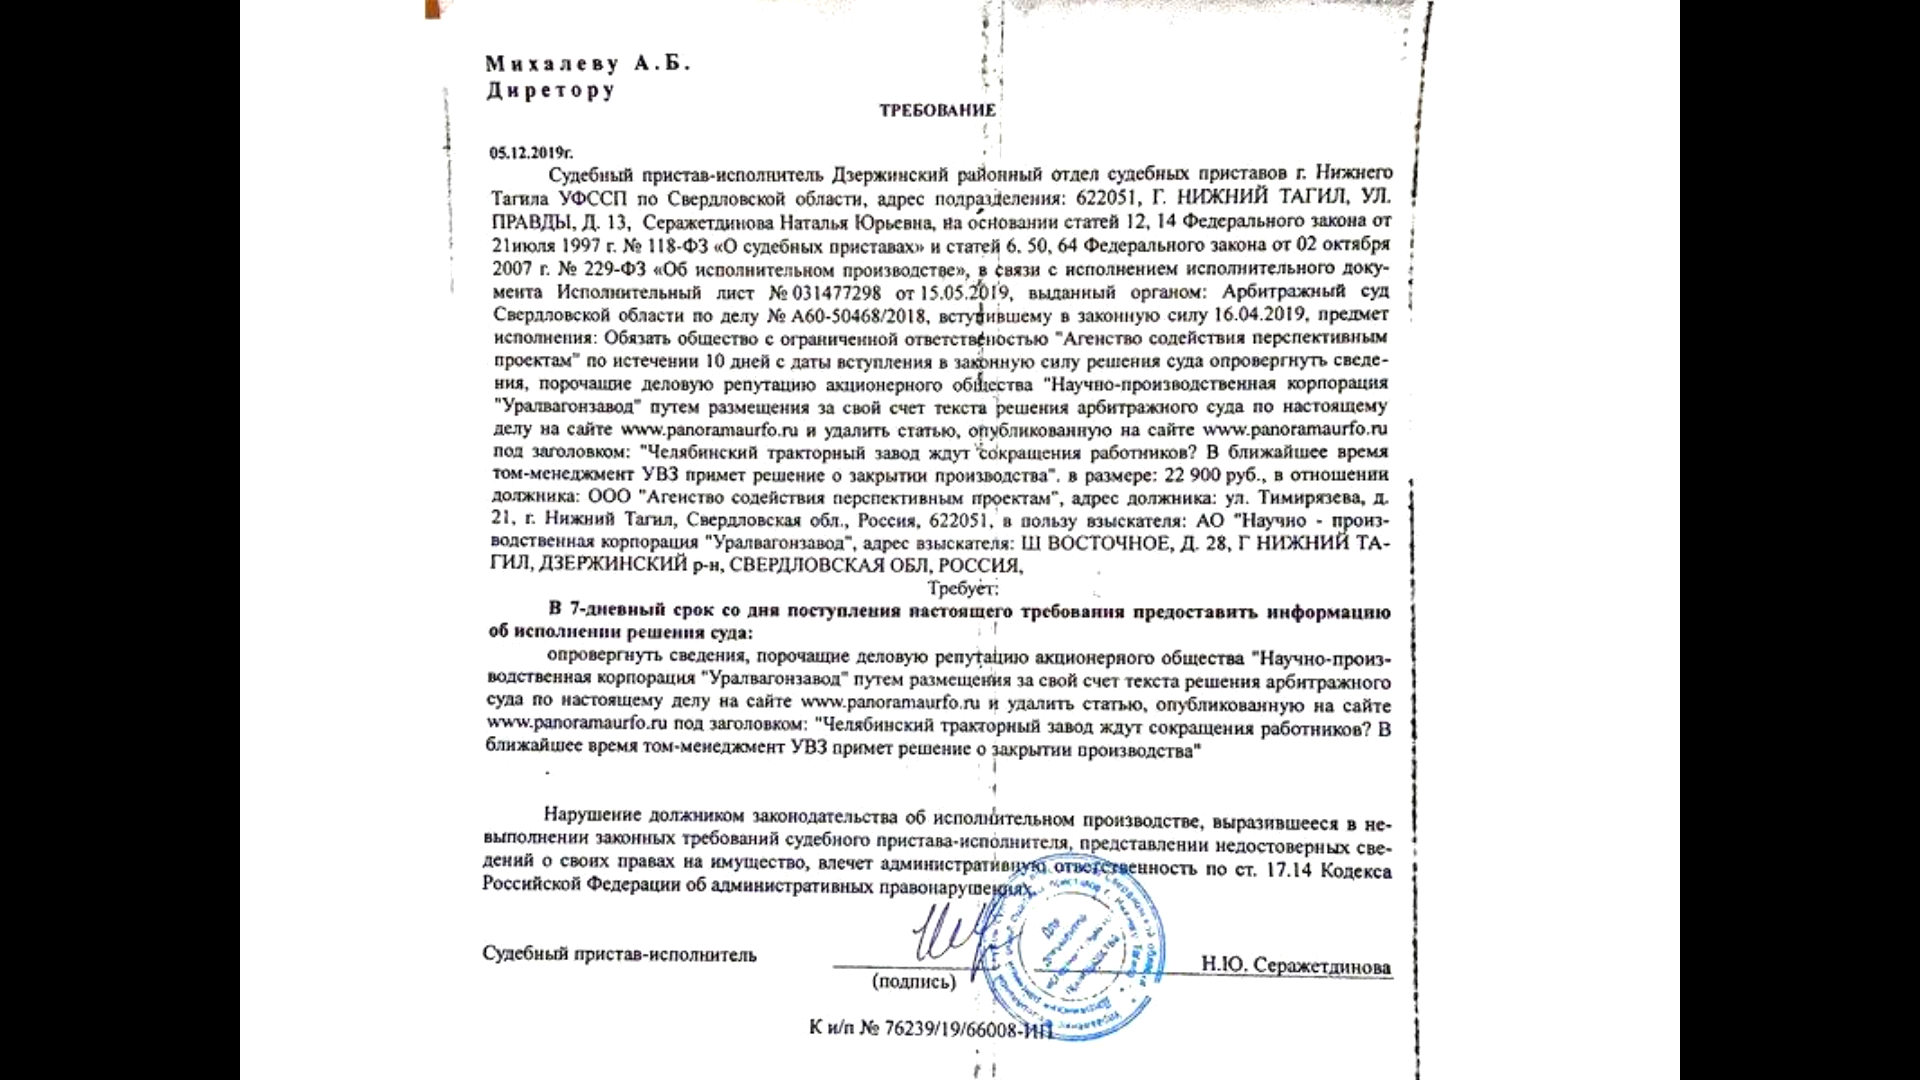 Михалеву А.Б.
Диретору
ТРЕБОВАНИЕ
05.12.2019г.
Судебный пристав-исполнитель Дзержинский районный отдел судебных приставов г. Нижнего
Тагила УФССП по Свердловской области, адрес подразделения: 622051, Г. НИЖНИЙ ТАГИЛ, УЛ.
ПРАВДЫ, Д. 13, Серажетдинова Наталья Юрьевна, на основании статей 12, 14 Федерального закона от
21июля 1997 г. № 118-ФЗ «О судебных приставах» и статей 6, 50, 64 Федерального закона от 02 октября
2007 г. № 229-ФЗ «Об исполнительном производстве», в связи с исполнением исполнительного доку-
мента Исполнительный лист № 031477298 от 15.05.2019, выданный органом: Арбитражный суд
Свердловской области по делу № А60-50468/2018, вступившему в законную силу 16.04.2019, предмет
исполнения: Обязать общество с ограниченной ответственостью "Агенство содействия перспективным
проектам" по истечении 10 дней с даты вступления в законную силу решения суда опровергнуть сведе-
ния, порочащие деловую репутацию акционерного общества "Научно-производственная корпорация
"Уралвагонзавод" путем размещения за свой счет текста решения арбитражного суда по настоящему
делу на сайте www.panoramaurfo.ru и удалить статью, опубликованную на сайте www.panoramaurfo.ru
под заголовком: "Челябинский тракторный завод ждут сокращения работников? В ближайшее время
том-менеджмент УВЗ примет решение о закрытии производства". в размере: 22 900 руб., в отношении
должника: ООО "Агенство содействия перспективным проектам", адрес должника: ул. Тимирязева, д.
21, г. Нижний Тагил, Свердловская обл., Россия, 622051, в пользу взыскателя: АО "Научно - произ-
водственная корпорация "Уралвагонзавод", адрес взыскателя: Ш ВОСТОЧНОЕ, Д. 28, Г НИЖНИЙ ТА-
ГИЛ, ДЗЕРЖИНСКИЙ р-н, СВЕРДЛОВСКАЯ ОБЛ, РОССИЯ,
Требует:
В 7-дневный срок со дня поступления настоящего требования предоставить информацию
об исполнении решения суда:
опровергнуть сведения, порочащие деловую репутацию акционерного общества "Научно-произ-
водственная корпорация "Уралвагонзавод" путем размещения за свой счет текста решения арбитражного
суда по настоящему делу на сайте www.panoramaurfo.ru и удалить статью, опубликованную на сайте
www.panoramaurfo.ru под заголовком: "Челябинский тракторный завод ждут сокращения работников? В
ближайшее время том-менеджмент УВЗ примет решение о закрытии производства"
Нарушение должником законодательства об исполнительном производстве, выразившееся в не-
выполнении законных требований судебного пристава-исполнителя, представлении недостоверных све-
дений о своих правах на имущество, влечет административную ответственность по ст. 17.14 Кодекса
Российской Федерации об административных правонарушениях.
Судебный пристав-исполнитель
(подпись)
Н.Ю. Серажетдинова
К и/п № 76239/19/66008-ИП